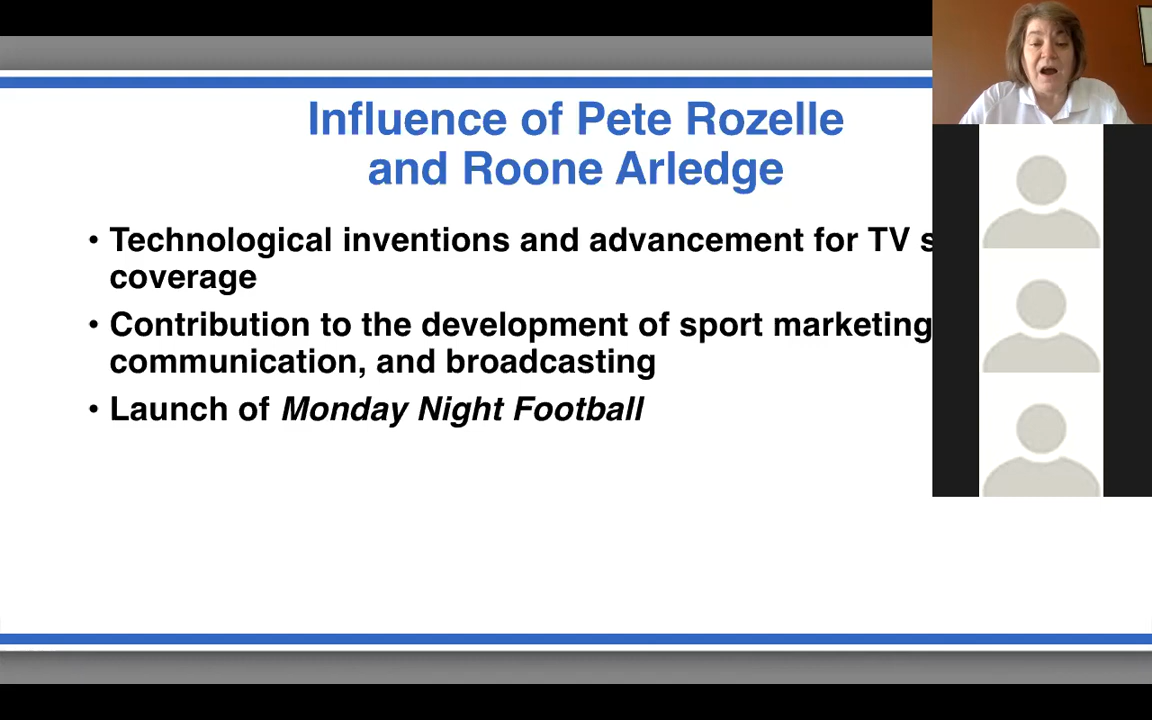 Influence of Pete Rozelle
and Roone Arledge
• Technological inventions and advancement for TV
coverage
• Contribution to the development of sport marketing
communication, and broadcasting
• Launch of Monday Night Football